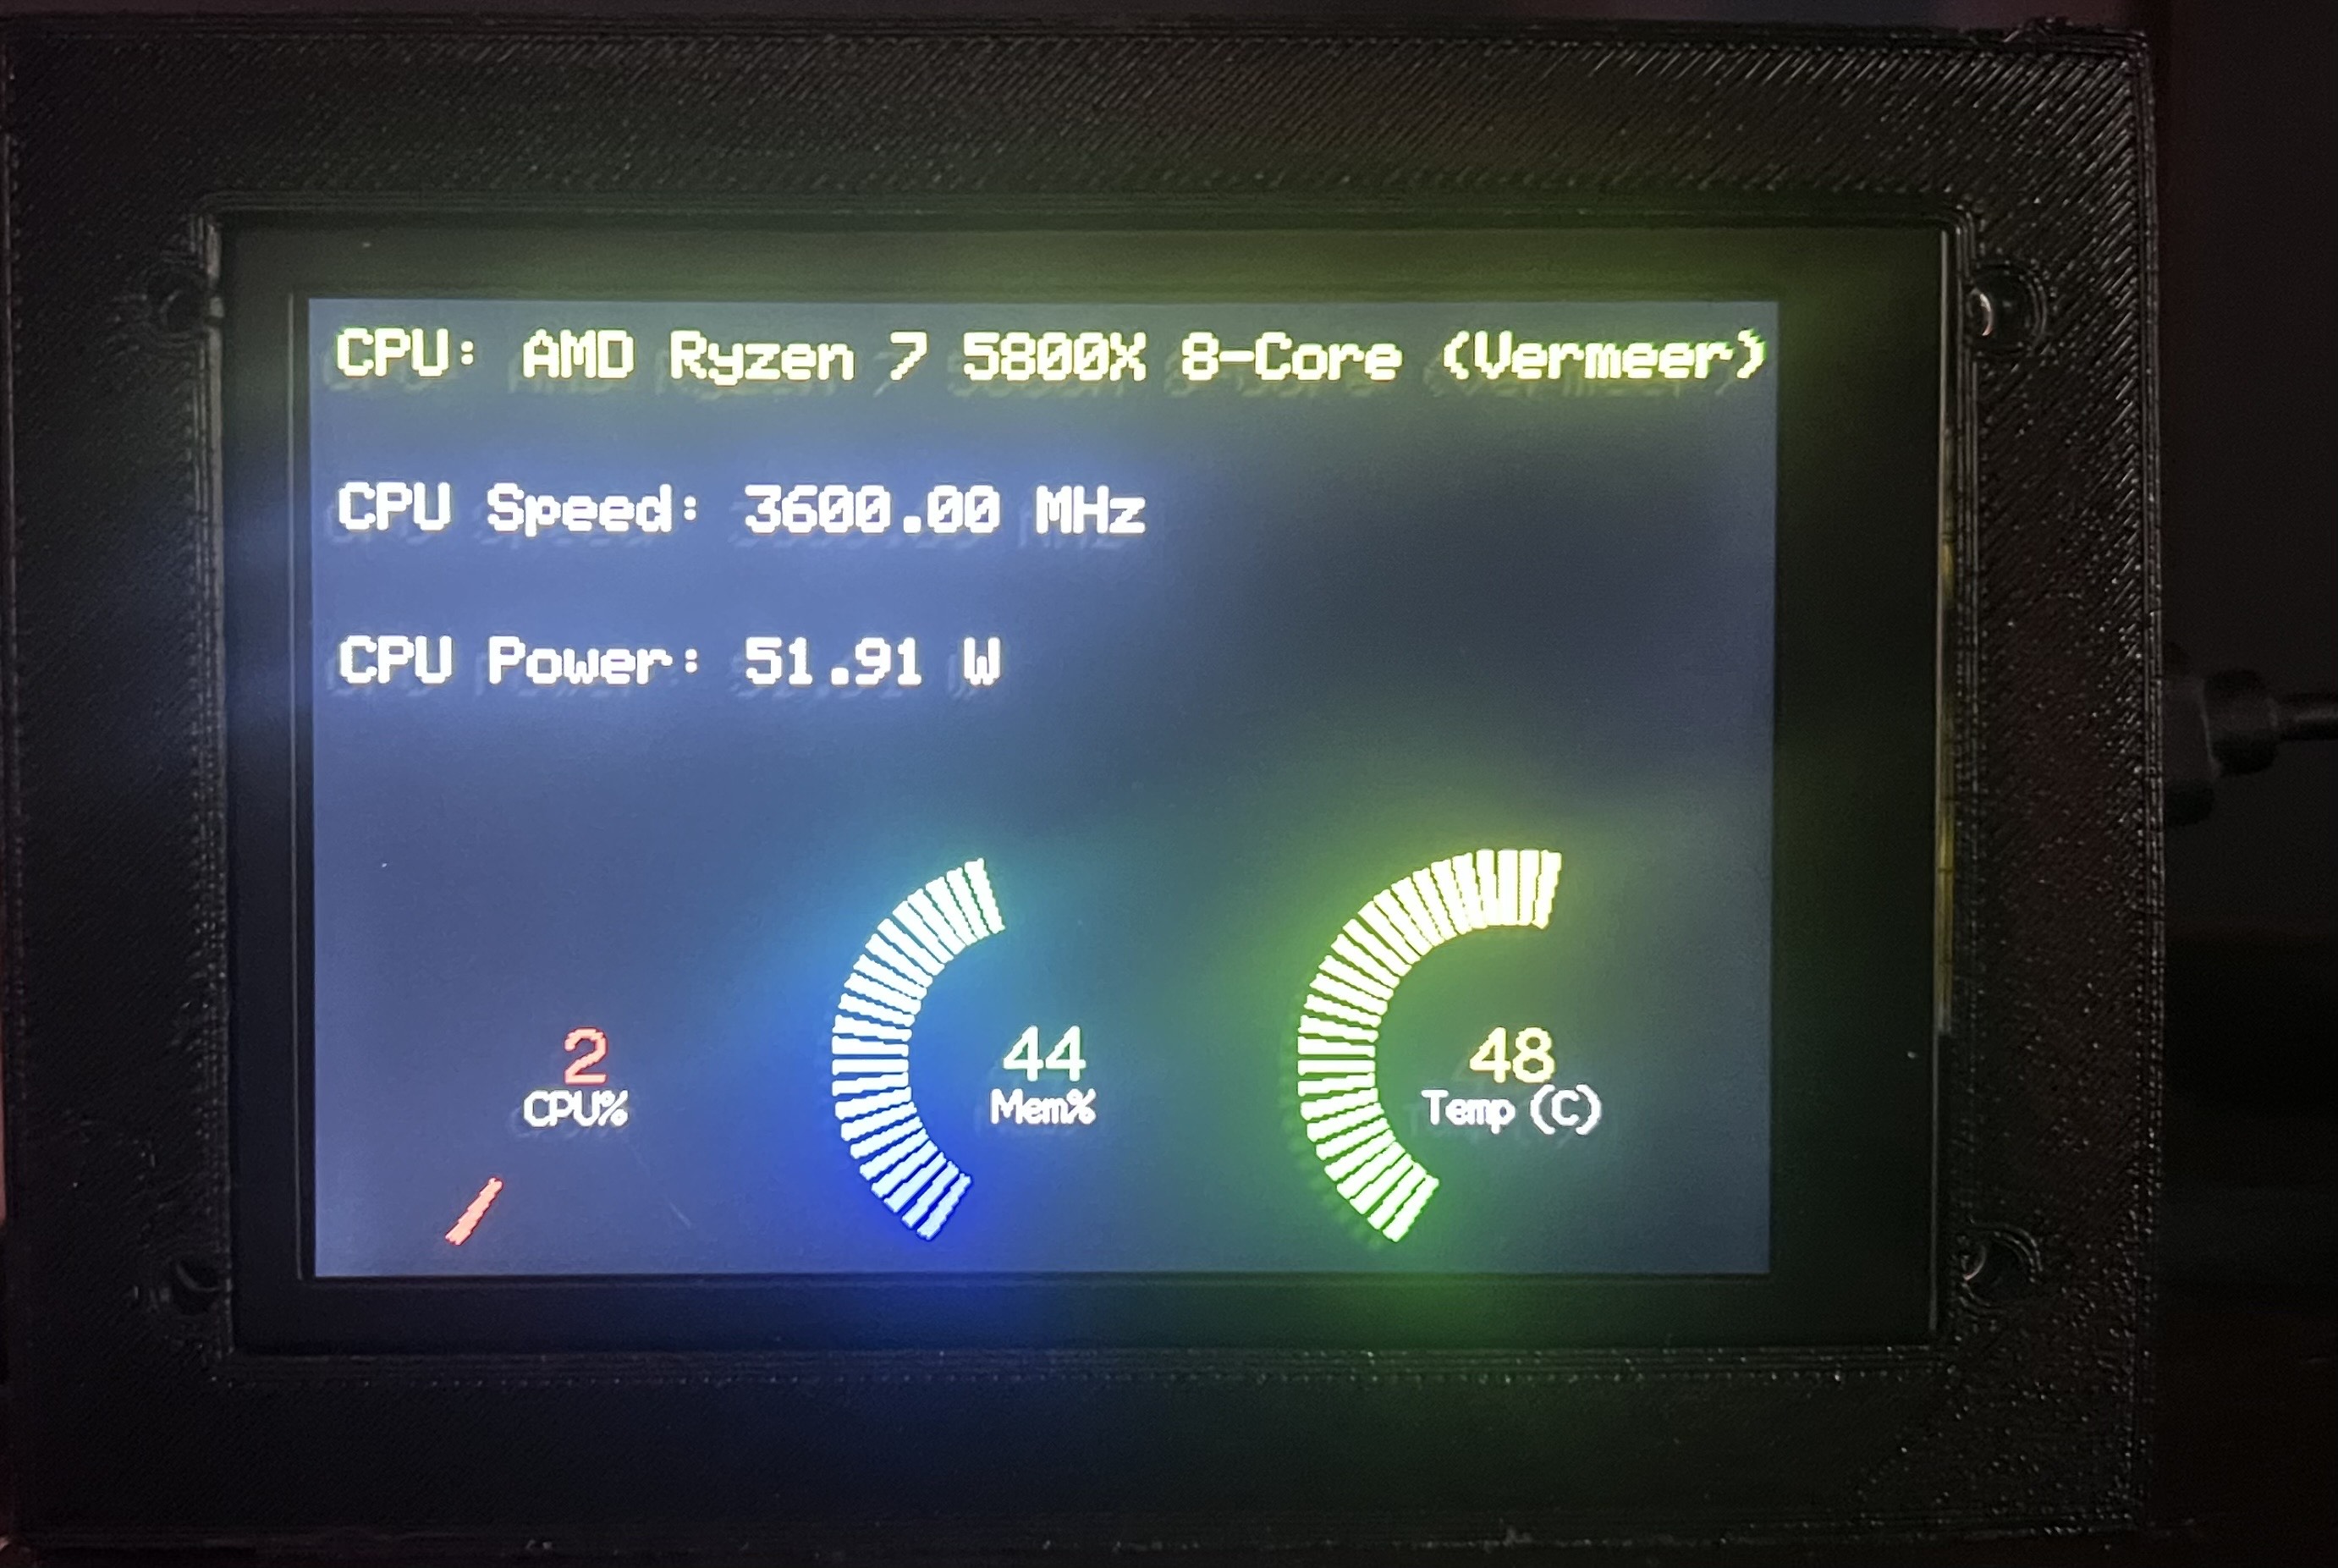 CPU: AMD Ryzen 7 5800X 8-Core (Vermeer)
CPU Speed: 3600.00 MHz
CPU Power: 51.91 W
2
CPU%
44
Mem%
48
Temp (C)